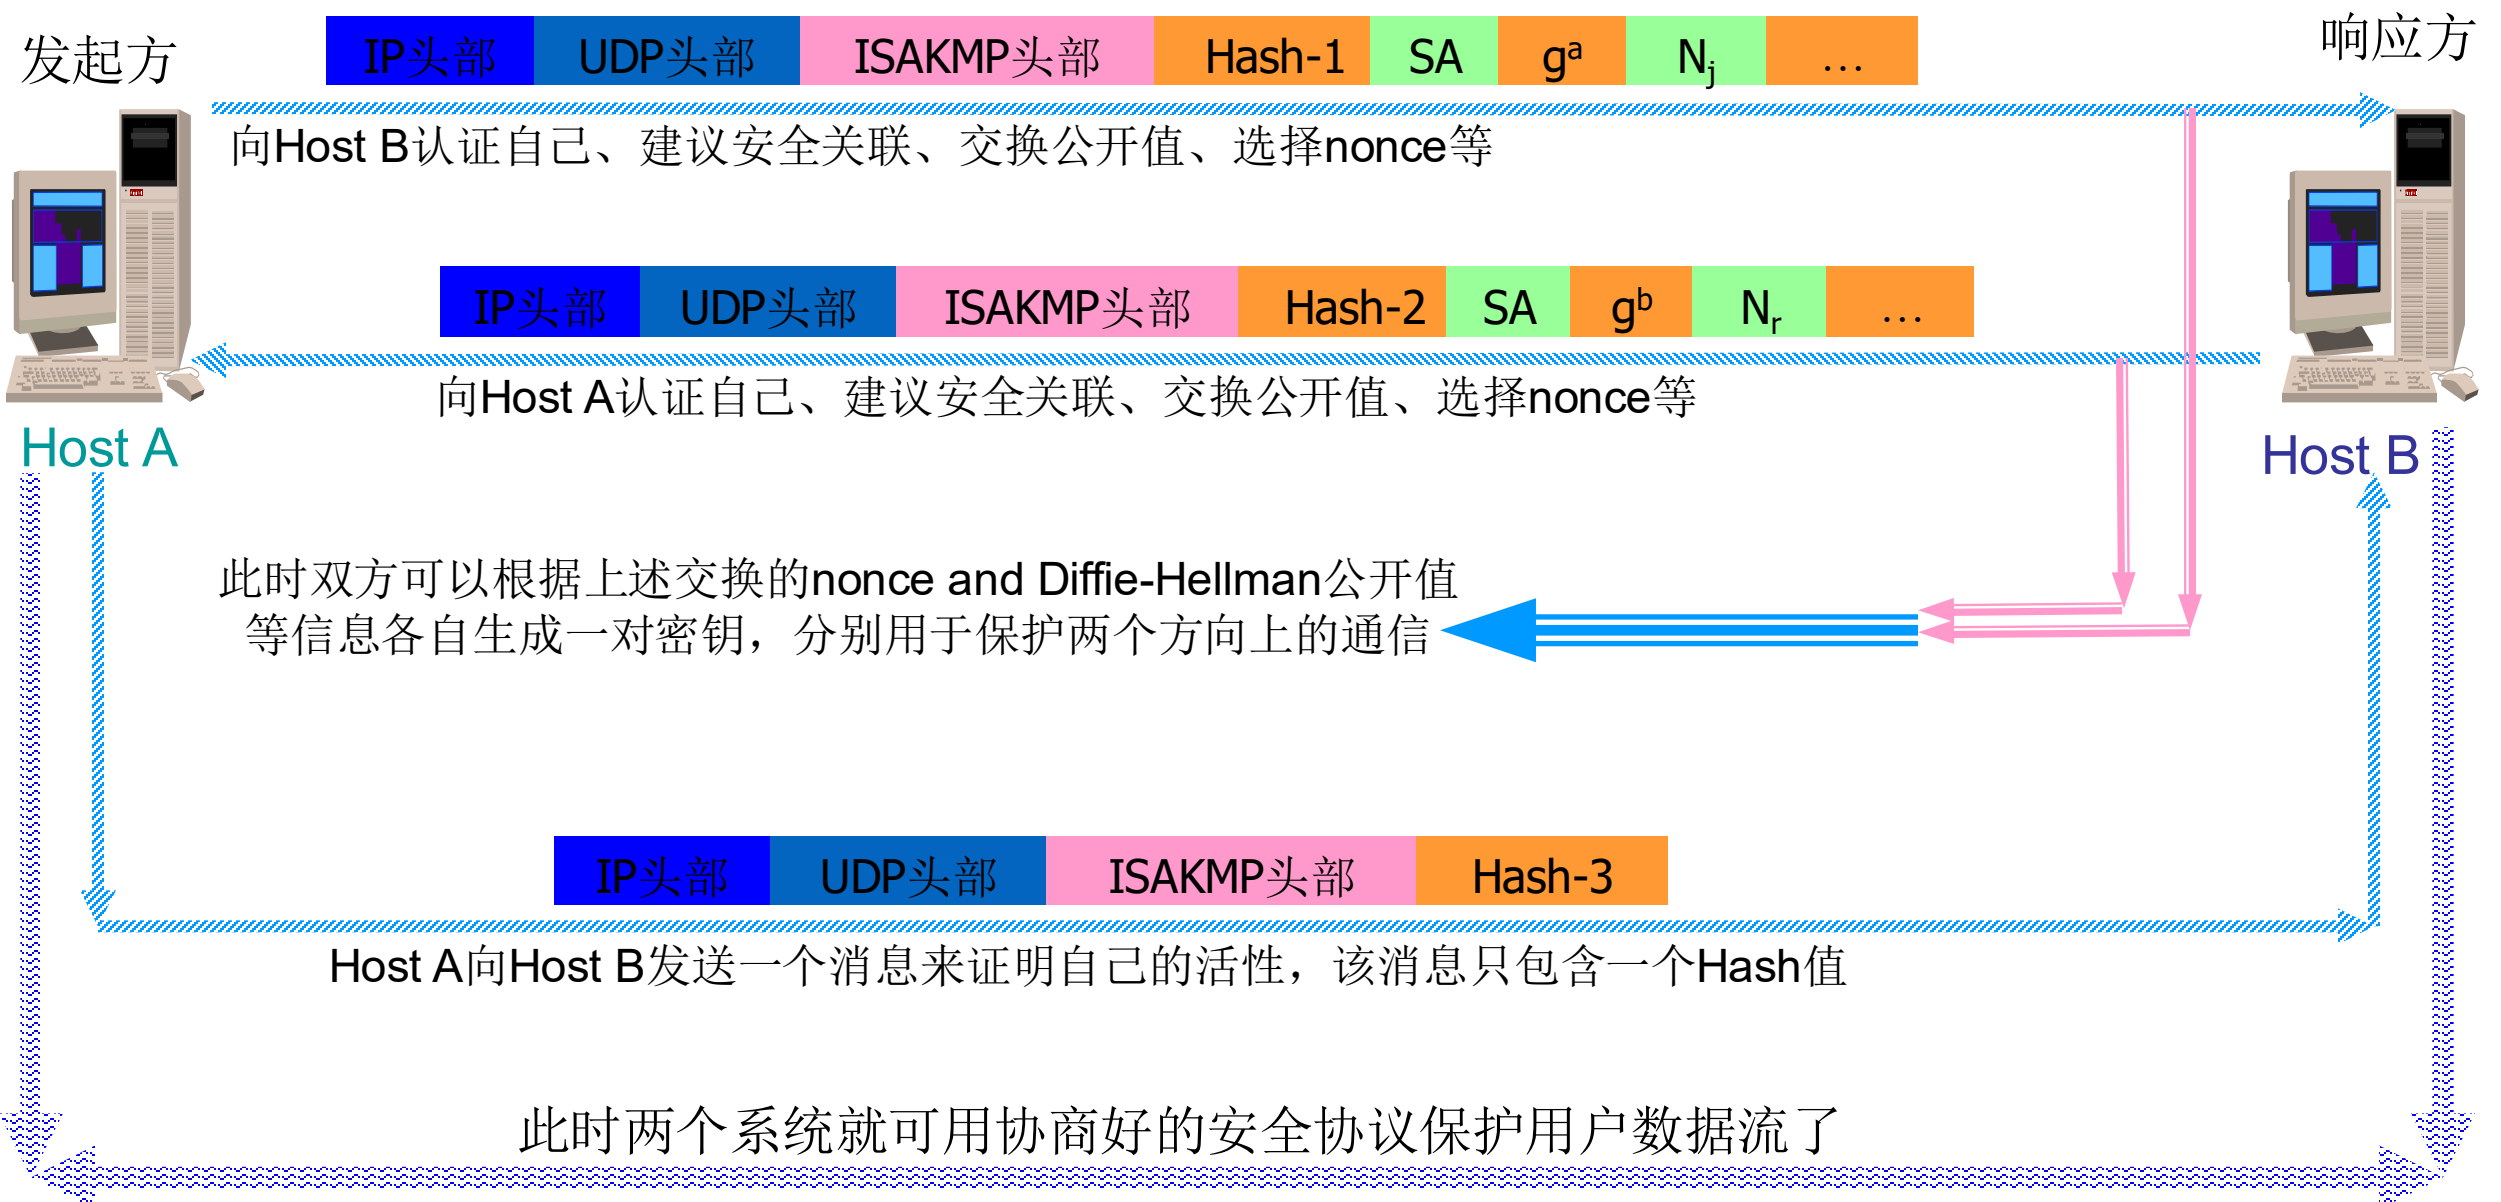 发起方
响应方
IP头部 UDP头部 ISAKMP头部 Hash-1 SA gᵃ Nj …
向Host B认证自己、建议安全关联、交换公开值、选择nonce等
IP头部 UDP头部 ISAKMP头部 Hash-2 SA gᵇ Nr …
向Host A认证自己、建议安全关联、交换公开值、选择nonce等
Host A
Host B
此时双方可以根据上述交换的nonce and Diffie-Hellman公开值
等信息各自生成一对密钥，分别用于保护两个方向上的通信
IP头部 UDP头部 ISAKMP头部 Hash-3
Host A向Host B发送一个消息来证明自己的活性，该消息只包含一个Hash值
此时两个系统就可用协商好的安全协议保护用户数据流了